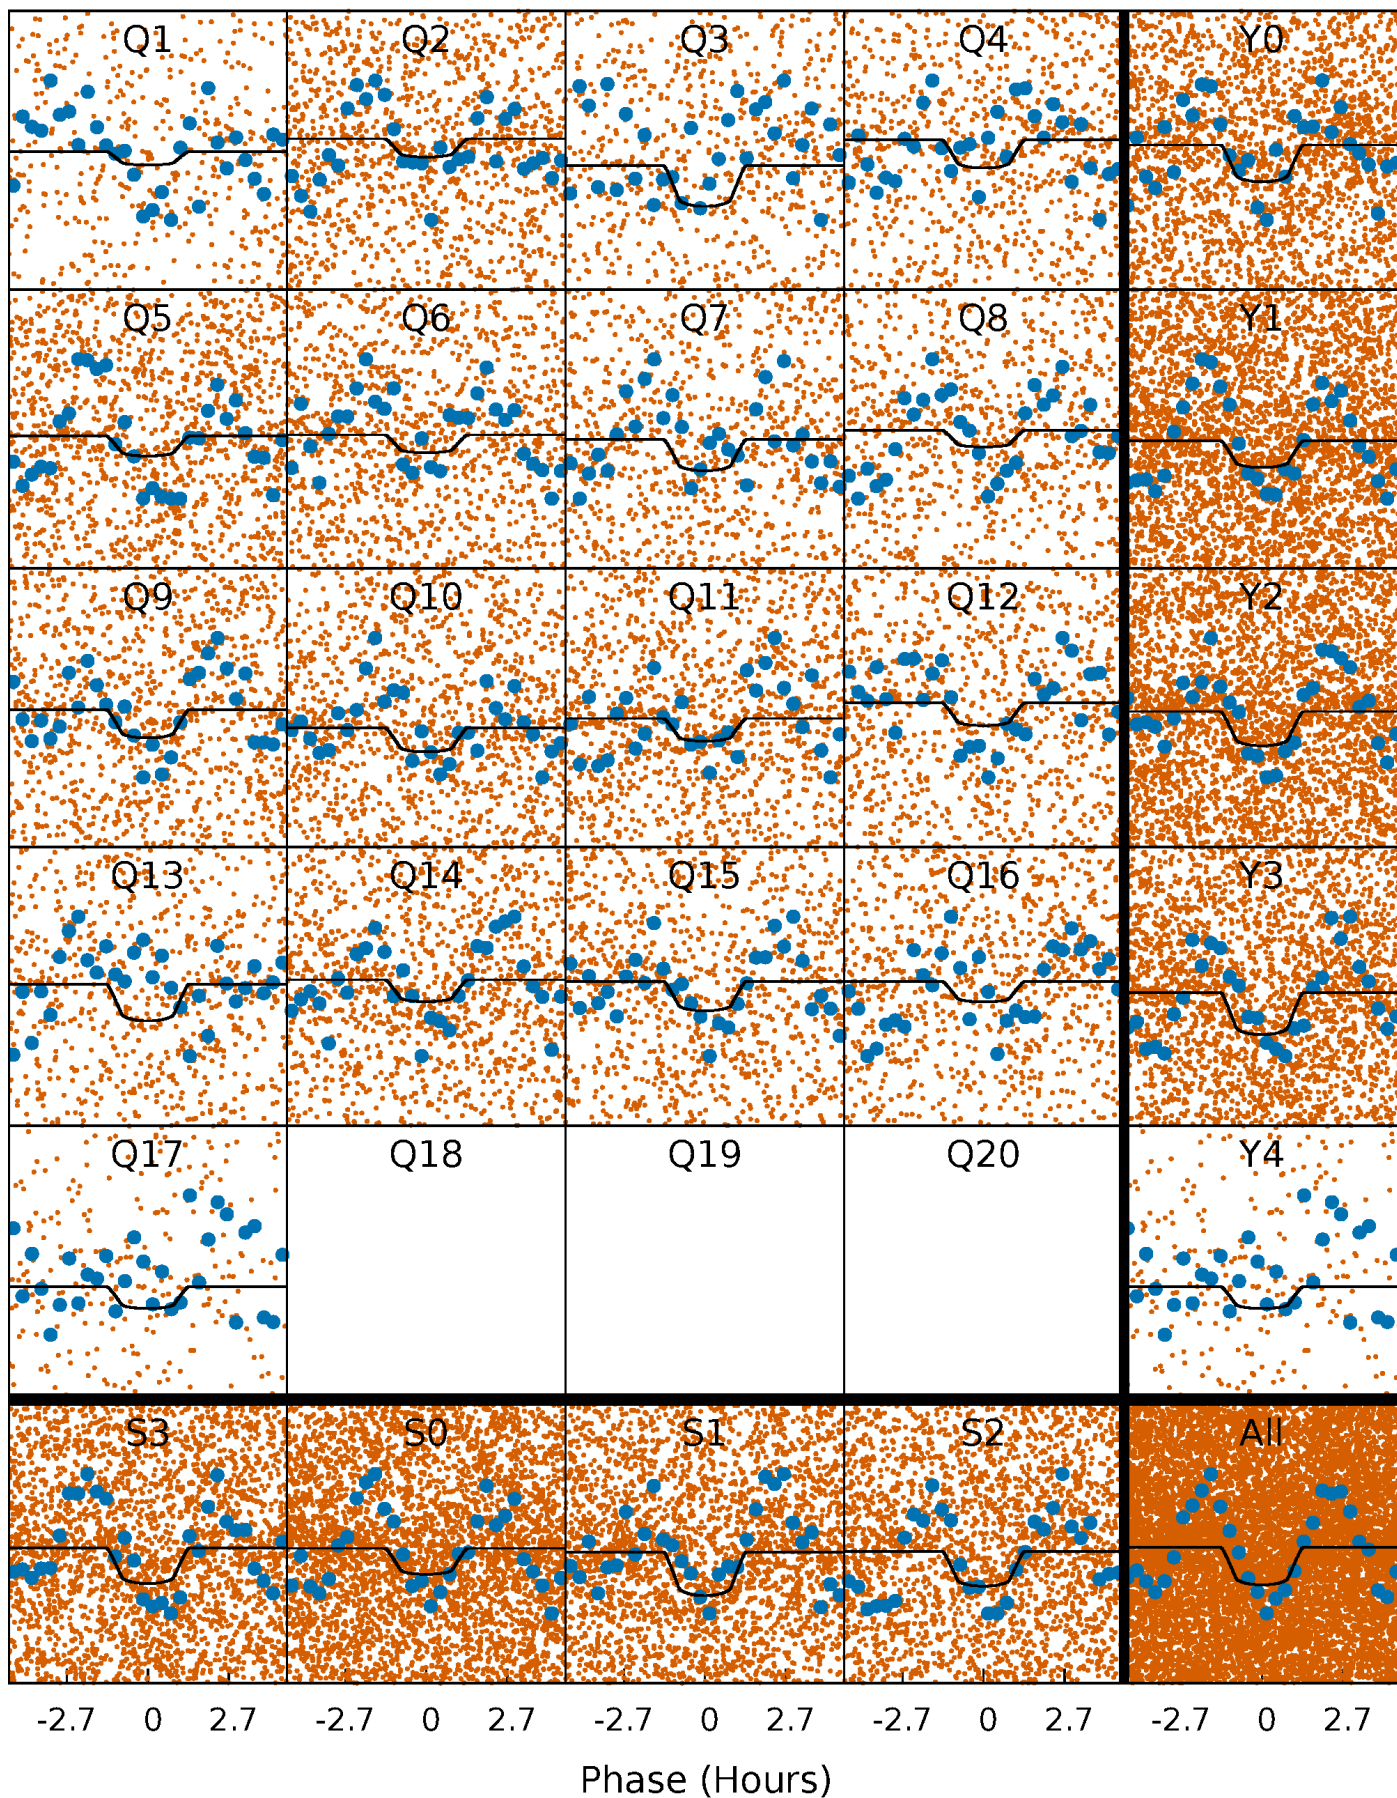 Q1 Q2 Q3 Q4 Y0
Q5 Q6 Q7 Q8 Y1
Q9 Q10 Q11 Q12 Y2
Q13 Q14 Q15 Q16 Y3
Q17 Q18 Q19 Q20 Y4
S3 S0 S1 S2 All
-2.7 0 2.7 -2.7 0 2.7 -2.7 0 2.7 -2.7 0 2.7 -2.7 0 2.7
Phase (Hours)